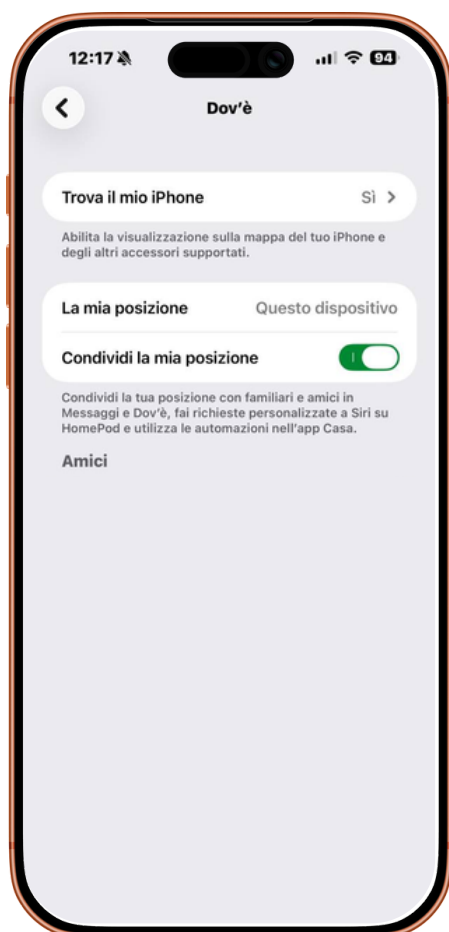 12:17
94
Dov'è
Trova il mio iPhone Sì
Abilita la visualizzazione sulla mappa del tuo iPhone e
degli altri accessori supportati.
La mia posizione Questo dispositivo
Condividi la mia posizione
Condividi la tua posizione con familiari e amici in
Messaggi e Dov'è, fai richieste personalizzate a Siri su
HomePod e utilizza le automazioni nell'app Casa.
Amici